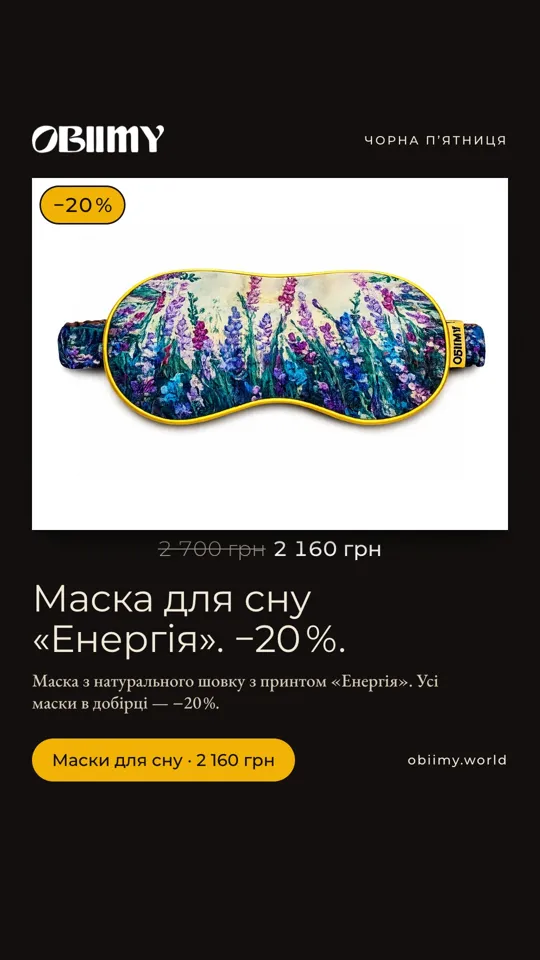 OBIIMY
ЧОРНА П'ЯТНИЦЯ
−20 %
OBIIMY
2 700 грн 2 160 грн
Маска для сну
«Енергія». −20 %.
Маска з натурального шовку з принтом «Енергія». Усі
маски в добірці — −20 %.
Маски для сну · 2 160 грн
obiimy.world